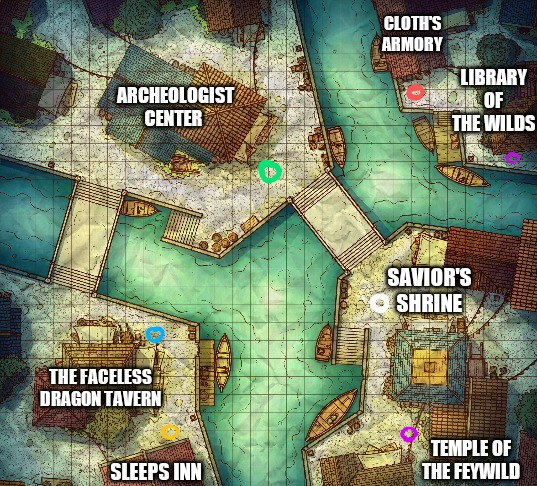 CLOTH'S
ARMORY
LIBRARY
OF
THE WILDS
ARCHEOLOGIST
CENTER
SAVIOR'S
SHRINE
THE FACELESS
DRAGON TAVERN
SLEEPS INN
TEMPLE OF
THE FEYWILD